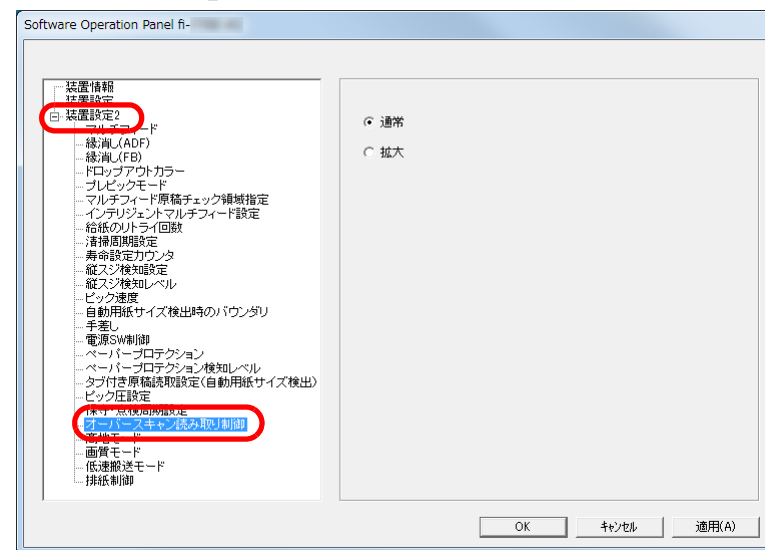 Software Operation Panel fi-
装置情報
装置設定
装置設定2
マルチフィード
縁消し(ADF)
縁消し(FB)
ドロップアウトカラー
プレピックモード
マルチフィード原稿チェック領域指定
インテリジェントマルチフィード設定
給紙のリトライ回数
清掃周期設定
寿命設定カウンタ
縦スジ検知設定
縦スジ検知レベル
ピック速度
自動用紙サイズ検出時のバウンダリ
手差し
電源SW制御
ペーパープロテクション
ペーパープロテクション検知レベル
タブ付き原稿読取設定(自動用紙サイズ検出)
ピック圧設定
保守・点検周期設定
オーバースキャン読み取り制御
高地モード
画質モード
低速搬送モード
排紙制御
通常
拡大
OK キャンセル 適用(A)